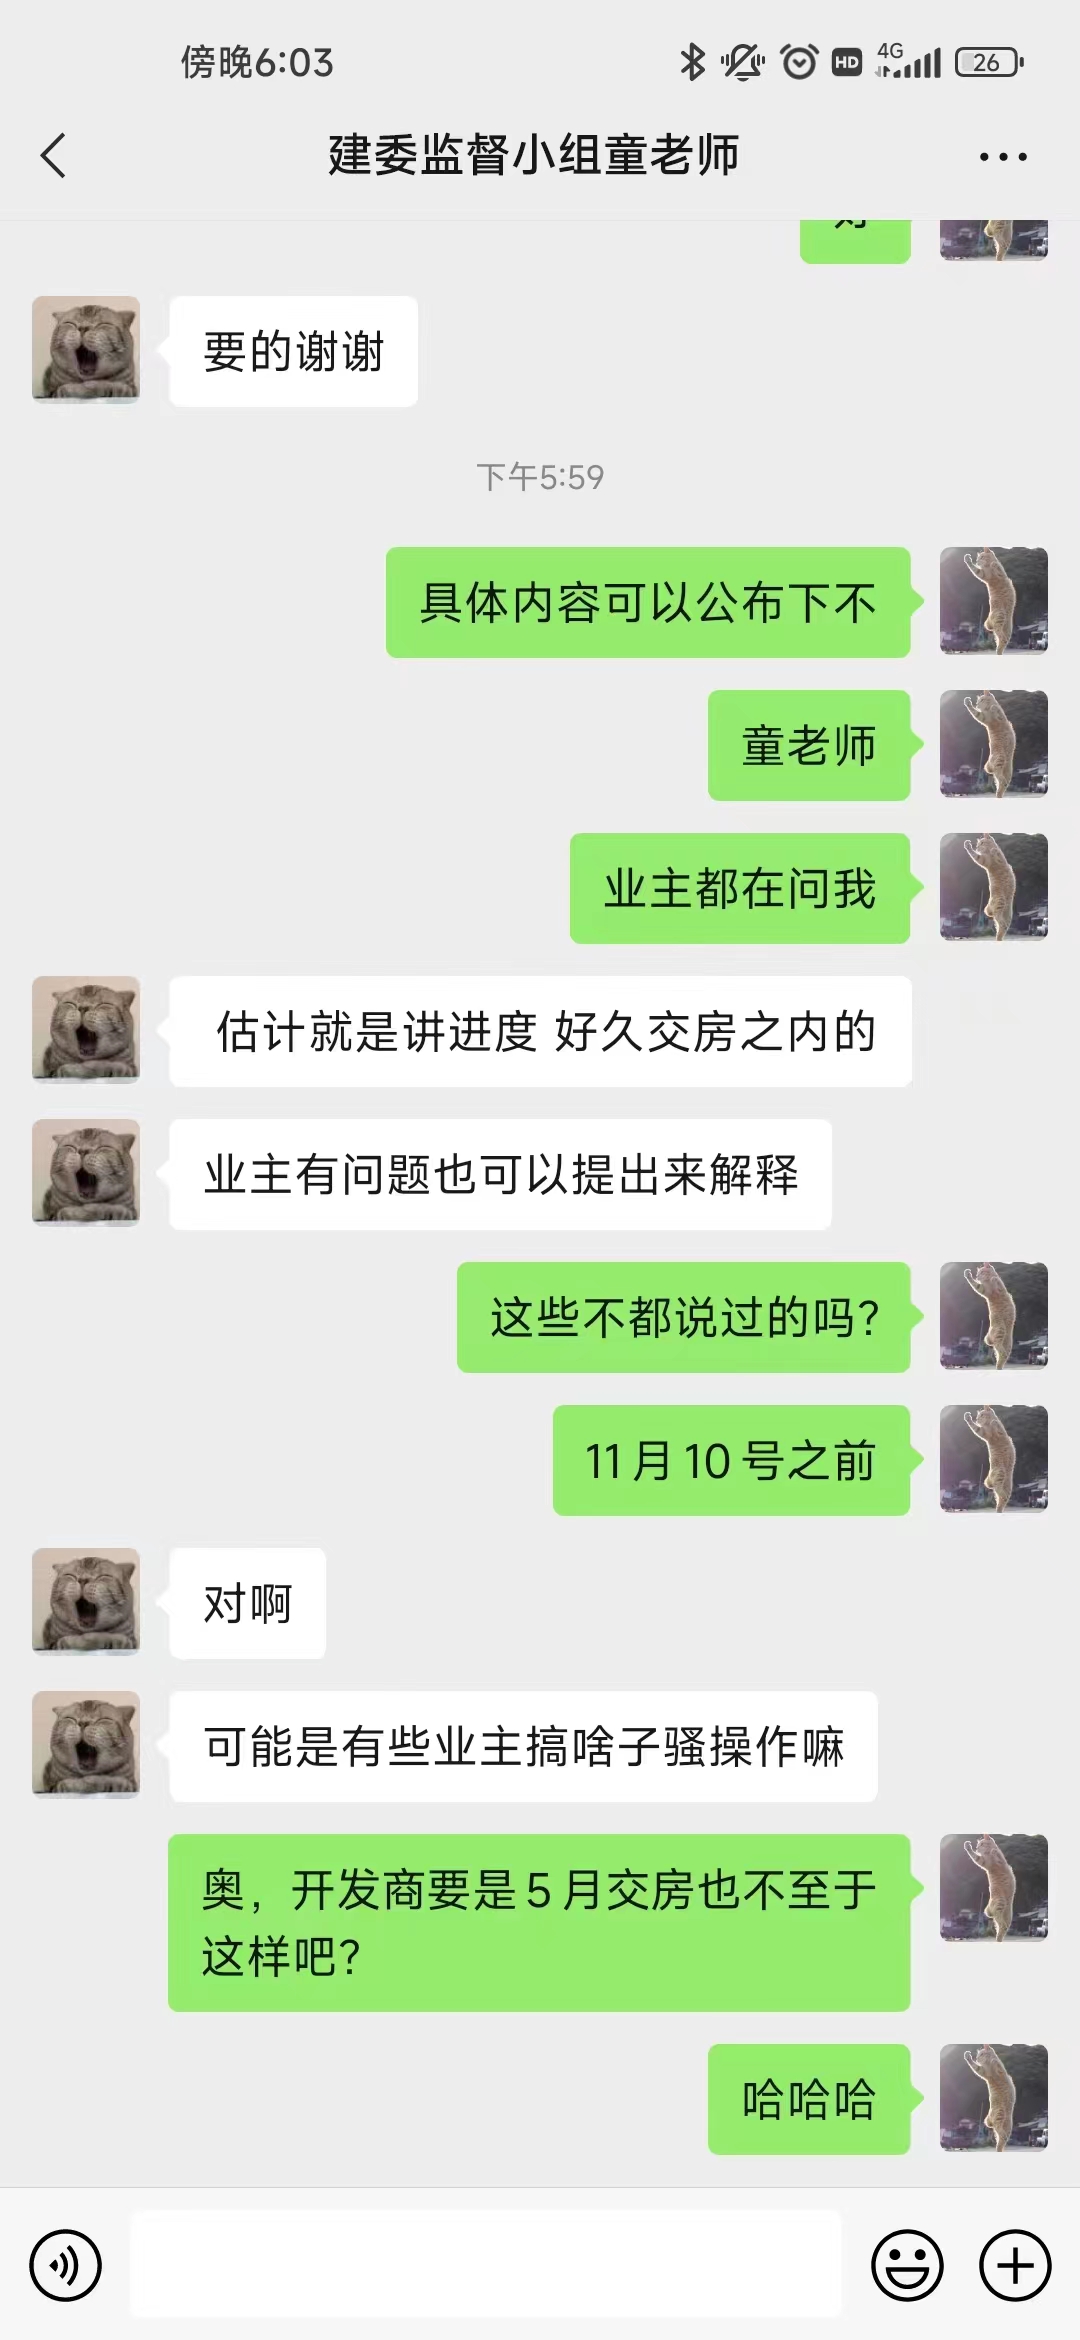 傍晚6:03
HD
4G
26
建委监督小组童老师
要的谢谢
下午5:59
具体内容可以公布下不
童老师
业主都在问我
估计就是讲进度 好久交房之内的
业主有问题也可以提出来解释
这些不都说过的吗?
11月10号之前
对啊
可能是有些业主搞啥子骚操作嘛
奥，开发商要是5月交房也不至于
这样吧?
哈哈哈